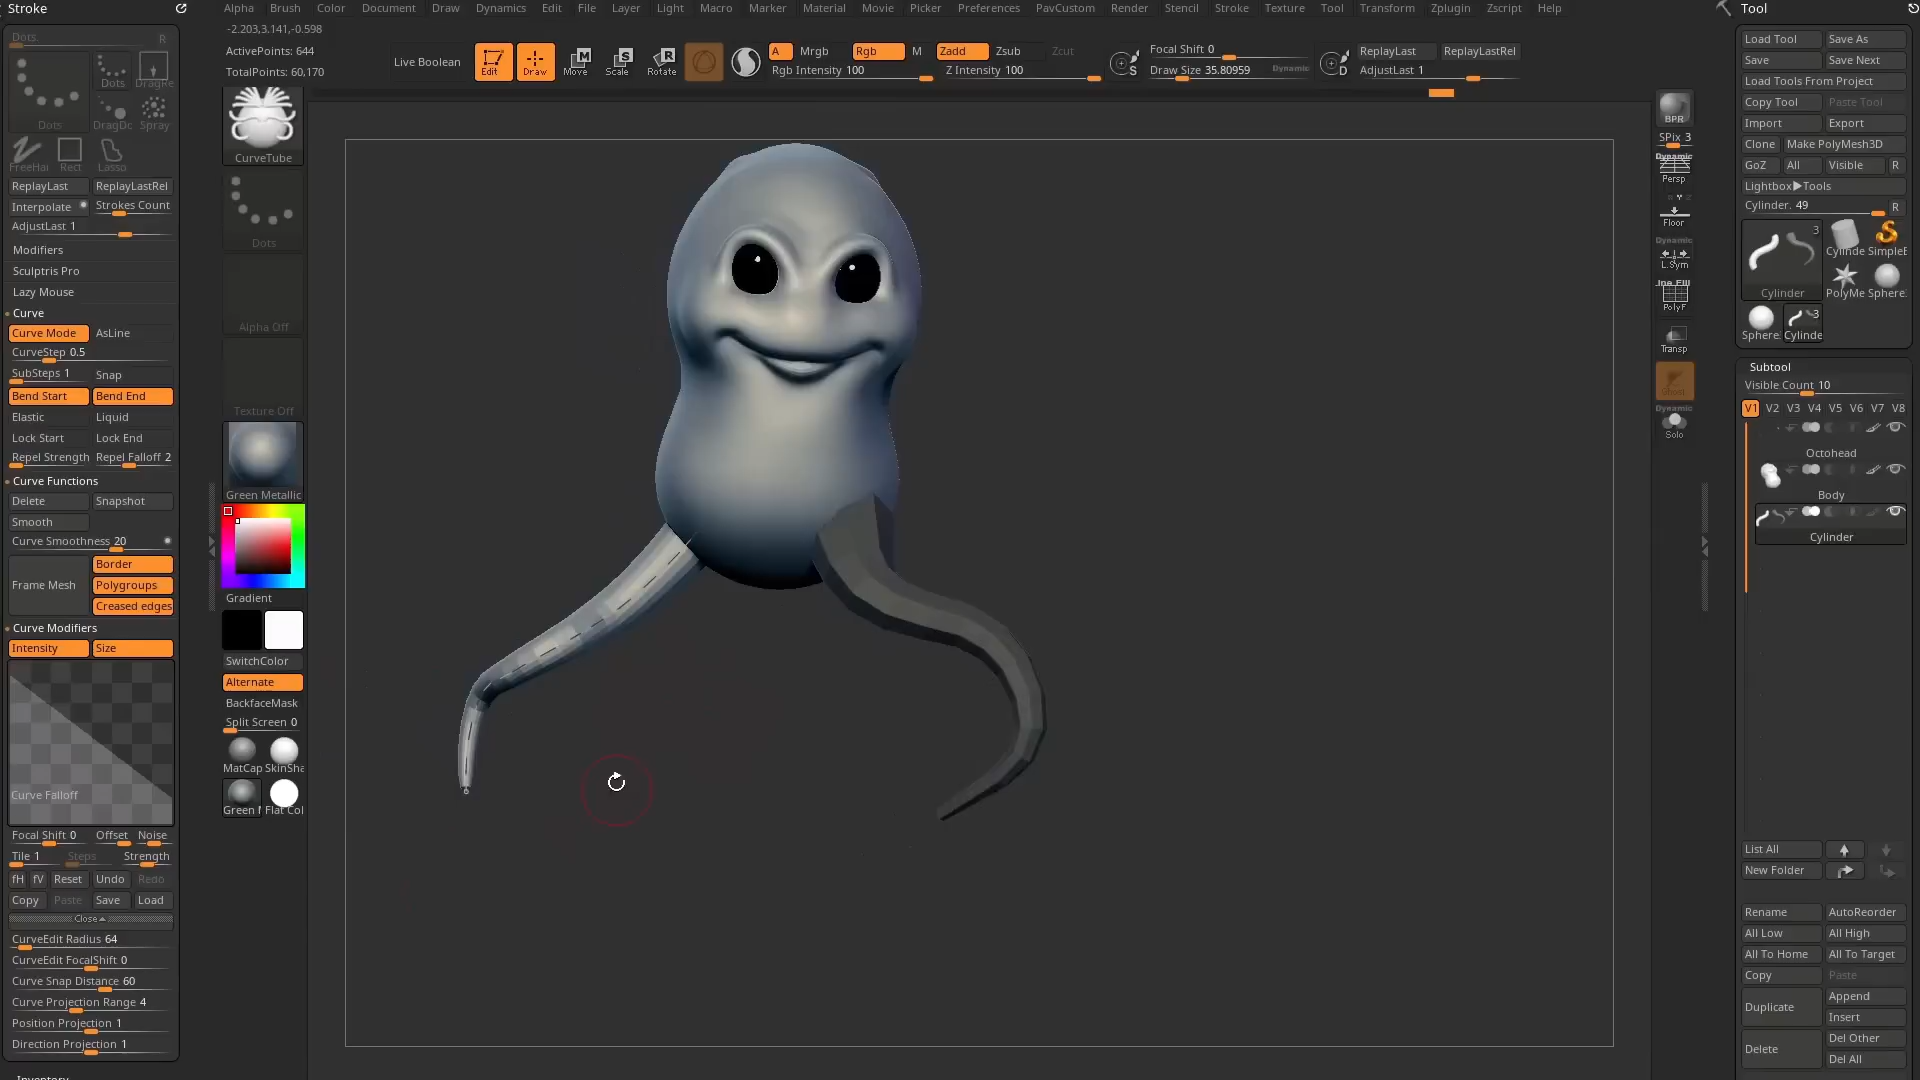 Stroke
Alpha Brush Color Document Draw Dynamics Edit File Layer Light Macro Marker Material Movie Picker Preferences PavCustom Render Stencil Stroke Texture Tool Transform Zplugin Zscript Help
Tool
-2.203,3.141,-0.598
ActivePoints: 644
TotalPoints: 60,170
Live Boolean
Edit
Draw
Move
Scale
Rotate
A Mrgb Rgb M
Rgb Intensity 100
Zadd Zsub Zcut
Z Intensity 100
Focal Shift 0
Draw Size 35.80959 Dynamic
ReplayLast ReplayLastRel
AdjustLast 1
Dots.
R
Dots
Dots DragRe
DragDo Spray
FreeHai Rect Lasso
ReplayLast ReplayLastRel
Interpolate Strokes Count
AdjustLast 1
Modifiers
Sculptris Pro
Lazy Mouse
Curve
Curve Mode AsLine
CurveStep 0.5
SubSteps 1 Snap
Bend Start Bend End
Elastic Liquid
Lock Start Lock End
Repel Strength Repel Falloff 2
Curve Functions
Delete Snapshot
Smooth
Curve Smoothness 20
Frame Mesh
Border
Polygroups
Creased edges
Curve Modifiers
Intensity Size
Curve Falloff
Focal Shift 0 Offset Noise
Tile 1 Steps Strength
fH fV Reset Undo Redo
Copy Paste Save Load
Close
CurveEdit Radius 64
CurveEdit FocalShift 0
Curve Snap Distance 60
Curve Projection Range 4
Position Projection 1
Direction Projection 1
Inventory
CurveTube
Dots
Alpha Off
Texture Off
Green Metallic
Gradient
SwitchColor
Alternate
BackfaceMask
Split Screen 0
MatCap SkinSha
Green M Flat Col
BPR
SPix 3
Dynamic
Persp
Floor
Dynamic
L.Sym
Line Fill
PolyF
Transp
Dynamic
Solo
Load Tool Save As
Save Save Next
Load Tools From Project
Copy Tool Paste Tool
Import Export
Clone Make PolyMesh3D
GoZ All Visible R
Lightbox▶Tools
Cylinder. 49 R
3
Cylinder
Cylinde SimpleE
PolyMe Sphere.
Sphere.
3
Cylinde
Subtool
Visible Count 10
V1 V2 V3 V4 V5 V6 V7 V8
Octohead
Body
Cylinder
List All
New Folder
Rename AutoReorder
All Low All High
All To Home All To Target
Copy Paste
Duplicate
Append
Insert
Delete
Del Other
Del All